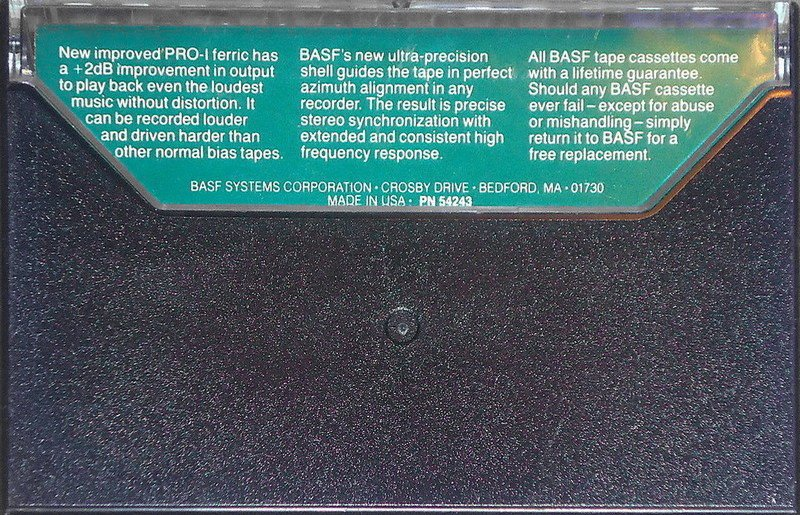 New improved PRO-I ferric has
a +2dB improvement in output
to play back even the loudest
music without distortion. It
can be recorded louder
and driven harder than
other normal bias tapes.
BASF's new ultra-precision
shell guides the tape in perfect
azimuth alignment in any
recorder. The result is precise
stereo synchronization with
extended and consistent high
frequency response.
All BASF tape cassettes come
with a lifetime guarantee.
Should any BASF cassette
ever fail – except for abuse
or mishandling – simply
return it to BASF for a
free replacement.
BASF SYSTEMS CORPORATION • CROSBY DRIVE • BEDFORD, MA • 01730
MADE IN USA • PN 54243